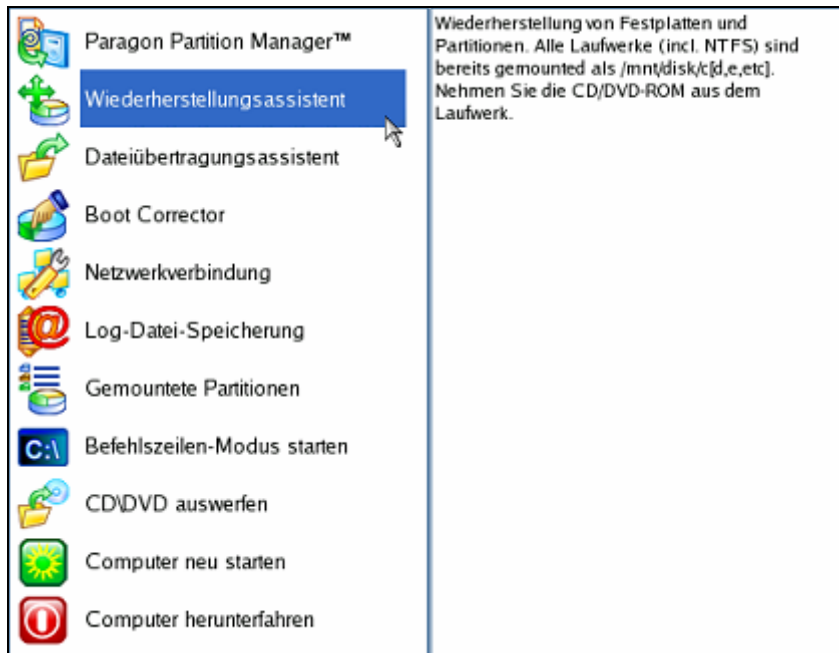 Paragon Partition Manager™
Wiederherstellungsassistent
Dateiübertragungsassistent
Boot Corrector
Netzwerkverbindung
Log-Datei-Speicherung
Gemountete Partitionen
C:\
Befehlszeilen-Modus starten
CD\DVD auswerfen
Computer neu starten
Computer herunterfahren
Wiederherstellung von Festplatten und
Partitionen. Alle Laufwerke (incl. NTFS) sind
bereits gemounted als /mnt/disk/c[d,e,etc].
Nehmen Sie die CD/DVD-ROM aus dem
Laufwerk.